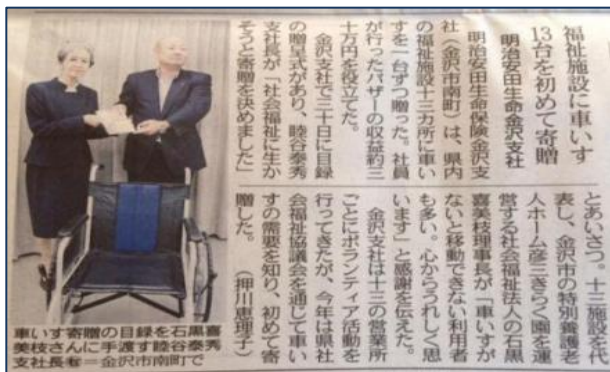 福祉施設に車いす
13台を初めて寄贈
明治安田生命金沢支社
明治安田生命保険金沢支
社(金沢市南町)は、県内
の福祉施設十三カ所に車い
すを一台ずつ贈った。社員
が行ったバザーの収益約三
十万円を役立てた。
金沢支社で三十日に目録
の贈呈式があり、睦谷泰秀
支社長が「社会福祉に生か
そうと寄贈を決めました」
とあいさつ。十三施設を代
表し、金沢市の特別養護老
人ホーム彦三きらく園を運
営する社会福祉法人の石黒
喜美枝理事長が「車いすが
ないと移動できない利用者
も多い。心からうれしく思
います」と感謝を伝えた。
金沢支社は十三の営業所
ごとにボランティア活動を
行ってきたが、今年は県社
会福祉協議会を通じて車い
すの需要を知り、初めて寄
贈した。 (押川恵理子)
車いす寄贈の目録を石黒喜
美枝さんに手渡す睦谷泰秀
支社長㊨=金沢市南町で